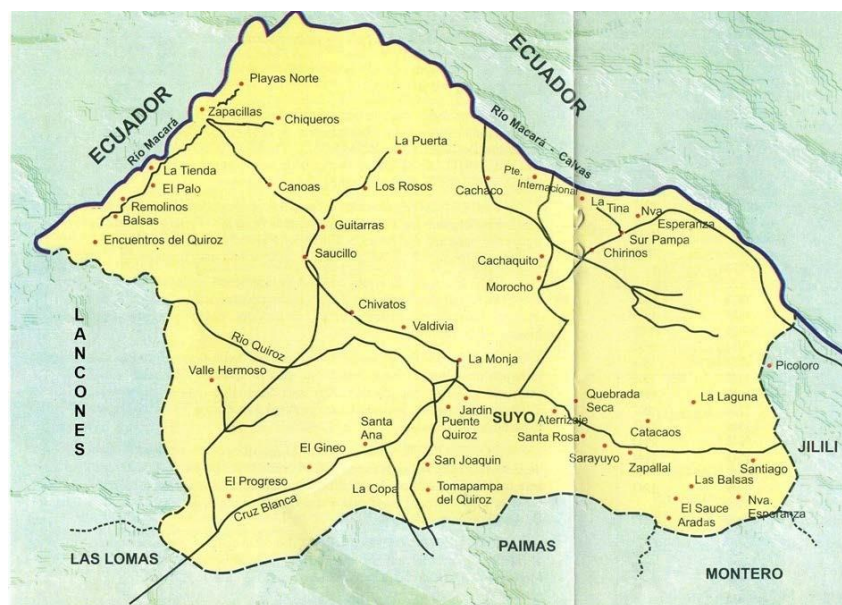 ECUADOR
ECUADOR
Playas Norte
Río Macará
Zapacillas
Chiqueros
Río Macará - Calvas
La Puerta
La Tienda
El Palo
Canoas
Los Rosos
Cachaco
Pte.
Internacional
La
Tina
Nva
Esperanza
Remolinos
Balsas
Guitarras
Sur Pampa
Encuentros del Quiroz
Saucillo
Cachaquito
Chirinos
Morocho
LANCONES
Chivatos
Valdivia
Rio Quiroz
La Monja
Picoloro
Valle Hermoso
Jardin
Puente
Quiroz
SUYO
Quebrada
Seca
Aterrizaje
La Laguna
Catacaos
Santa
Ana
Santa Rosa
Sarayuyo
JILILI
El Gineo
San Joaquin
Zapallal
Santiago
El Progreso
La Copa
Tomapampa
del Quiroz
Las Balsas
Cruz Blanca
El Sauce
Aradas
Nva.
Esperanza
LAS LOMAS
PAIMAS
MONTERO